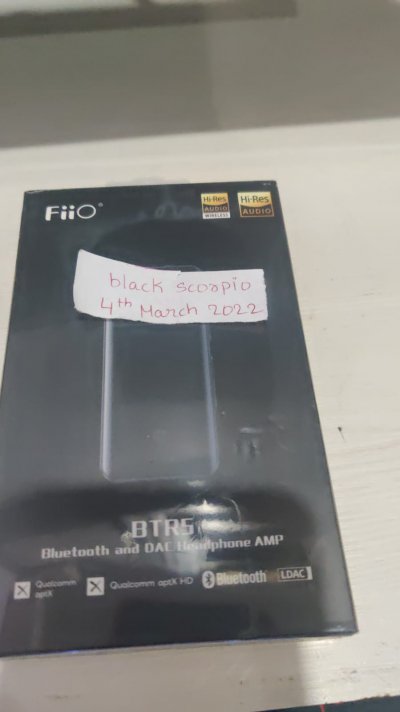 FiiO
Hi-Res AUDIO WIRELESS
Hi-Res AUDIO
black scorpio
4th March 2022
BTR5
Bluetooth and DAC Headphone AMP
Qualcomm aptX
Qualcomm aptX HD
Bluetooth
LDAC